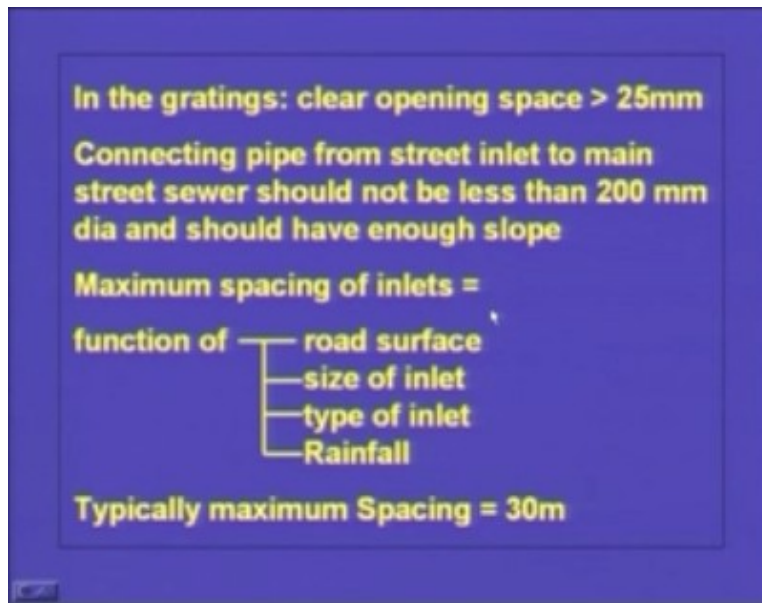 In the gratings: clear opening space > 25mm
Connecting pipe from street inlet to main
street sewer should not be less than 200 mm
dia and should have enough slope
Maximum spacing of inlets =
function of road surface
size of inlet
type of inlet
Rainfall
Typically maximum Spacing = 30m